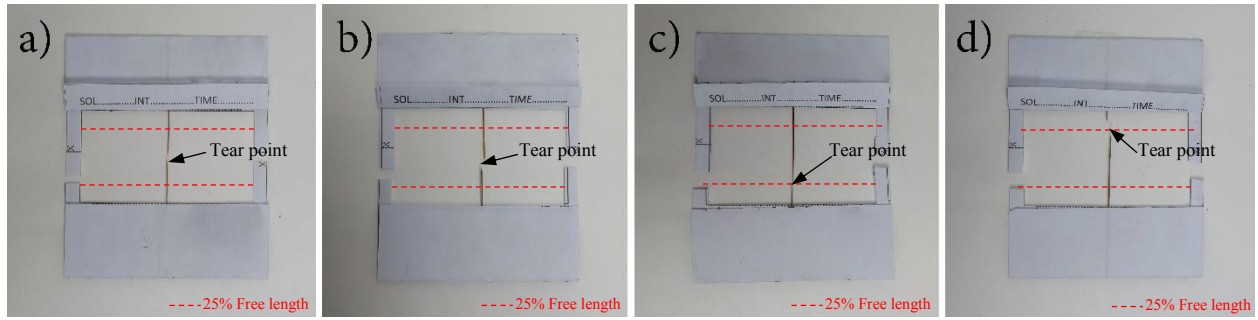 a)
SOL............INT...............TIME............
X
X
Tear point
----25% Free length
b)
SOL............INT...............TIME............
X
Tear point
----25% Free length
c)
SOL............INT...............TIME............
X
Tear point
----25% Free length
d)
SOL............INT...............TIME............
X
Tear point
----25% Free length